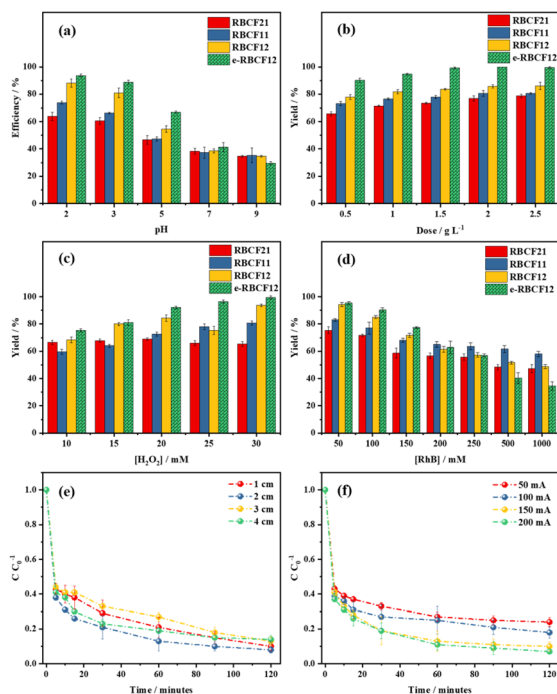 (a)
RBCF21
RBCF11
RBCF12
e-RBCF12
Efficiency / %
100
80
60
40
20
0
2 3 5 7 9
pH
(b)
RBCF21
RBCF11
RBCF12
e-RBCF12
Yield / %
100
80
60
40
20
0
0.5 1 1.5 2 2.5
Dose / g L⁻¹
(c)
RBCF21
RBCF11
RBCF12
e-RBCF12
Yield / %
100
80
60
40
20
0
10 15 20 25 30
[H₂O₂] / mM
(d)
RBCF21
RBCF11
RBCF12
e-RBCF12
Yield / %
100
80
60
40
20
0
50 100 150 200 250 500 1000
[RhB] / mM
(e)
1 cm
2 cm
3 cm
4 cm
C C₀⁻¹
1.0
0.8
0.6
0.4
0.2
0.0
0 20 40 60 80 100 120
Time / minutes
(f)
50 mA
100 mA
150 mA
200 mA
C C₀⁻¹
1.0
0.8
0.6
0.4
0.2
0.0
0 20 40 60 80 100 120
Time / minutes